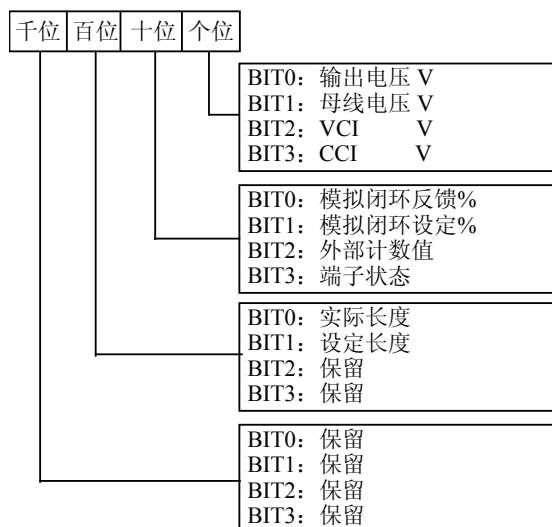 千位 百位 十位 个位
BIT0：输出电压 V
BIT1：母线电压 V
BIT2：VCI V
BIT3：CCI V
BIT0：模拟闭环反馈%
BIT1：模拟闭环设定%
BIT2：外部计数值
BIT3：端子状态
BIT0：实际长度
BIT1：设定长度
BIT2：保留
BIT3：保留
BIT0：保留
BIT1：保留
BIT2：保留
BIT3：保留